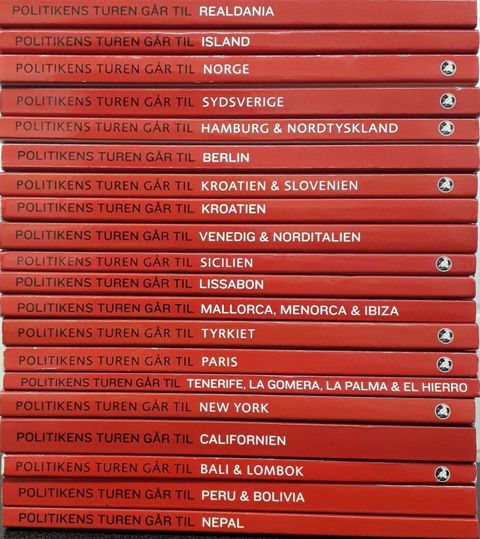 POLITIKENS TUREN GÅR TIL REALDANIA
POLITIKENS TUREN GÅR TIL ISLAND
POLITIKENS TUREN GÅR TIL NORGE
POLITIKENS TUREN GÅR TIL SYDSVERIGE
POLITIKENS TUREN GÅR TIL HAMBURG & NORDTYSKLAND
POLITIKENS TUREN GÅR TIL BERLIN
POLITIKENS TUREN GÅR TIL KROATIEN & SLOVENIEN
POLITIKENS TUREN GÅR TIL KROATIEN
POLITIKENS TUREN GÅR TIL VENEDIG & NORDITALIEN
POLITIKENS TUREN GÅR TIL SICILIEN
POLITIKENS TUREN GÅR TIL LISSABON
POLITIKENS TUREN GÅR TIL MALLORCA, MENORCA & IBIZA
POLITIKENS TUREN GÅR TIL TYRKIET
POLITIKENS TUREN GÅR TIL PARIS
POLITIKENS TUREN GÅR TIL TENERIFE, LA GOMERA, LA PALMA & EL HIERRO
POLITIKENS TUREN GÅR TIL NEW YORK
POLITIKENS TUREN GÅR TIL CALIFORNIEN
POLITIKENS TUREN GÅR TIL BALI & LOMBOK
POLITIKENS TUREN GÅR TIL PERU & BOLIVIA
POLITIKENS TUREN GÅR TIL NEPAL